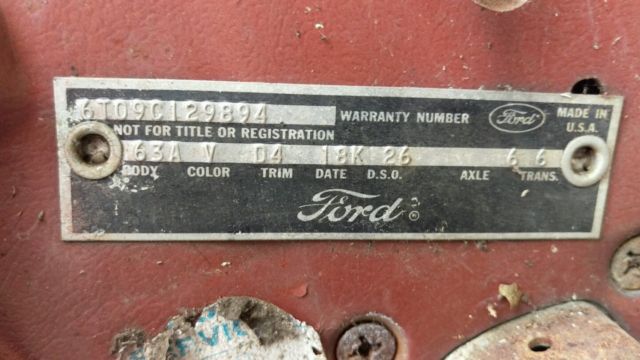 6T09C129894 WARRANTY NUMBER Ford MADE IN U.S.A.
NOT FOR TITLE OR REGISTRATION
63A V D4 18K 26 6 6
BODY COLOR TRIM DATE D.S.O. AXLE TRANS.
Ford ®